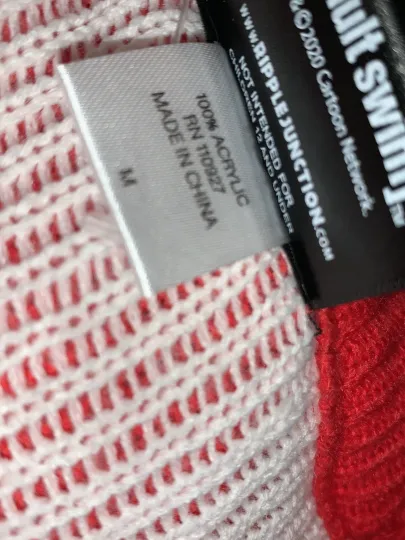 100% ACRYLIC
RN 110927
MADE IN CHINA
M
ult swim]
©2020 Cartoon Network.
WWW.RIPPLEJUNCTION.COM
NOT INTENDED FOR
CHILDREN 12 AND UNDER